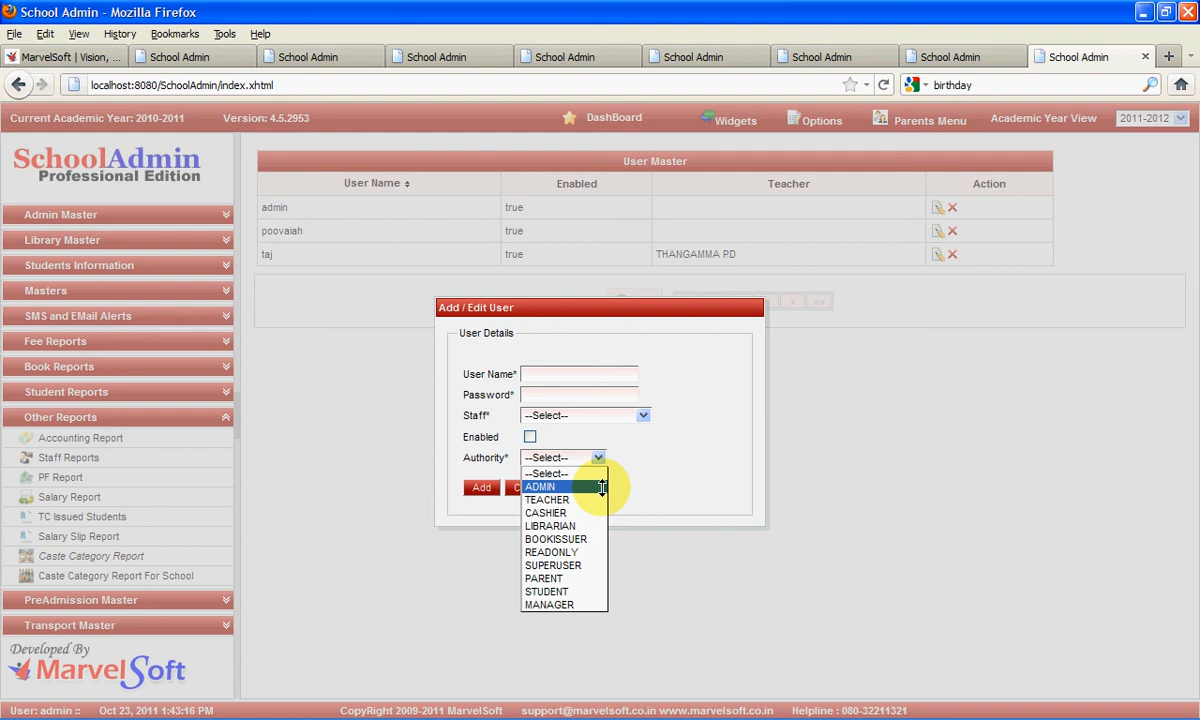 School Admin - Mozilla Firefox
File Edit View History Bookmarks Tools Help
MarvelSoft | Vision, ... School Admin School Admin School Admin School Admin School Admin School Admin School Admin School Admin
localhost:8080/SchoolAdmin/index.xhtml birthday
Current Academic Year: 2010-2011 Version: 4.5.2953 DashBoard Widgets Options Parents Menu Academic Year View 2011-2012
SchoolAdmin
Professional Edition
Admin Master
Library Master
Students Information
Masters
SMS and EMail Alerts
Fee Reports
Book Reports
Student Reports
Other Reports
Accounting Report
Staff Reports
PF Report
Salary Report
TC Issued Students
Salary Slip Report
Caste Category Report
Caste Category Report For School
PreAdmission Master
Transport Master
Developed By
MarvelSoft
User Master
User Name Enabled Teacher Action
admin true
poovaiah true
taj true THANGAMMA P.D
Add / Edit User
User Details
User Name*
Password*
Staff* --Select--
Enabled
Authority* --Select--
--Select--
ADMIN
TEACHER
CASHIER
LIBRARIAN
BOOKISSUER
READONLY
SUPERUSER
PARENT
STUDENT
MANAGER
Add
User: admin :: Oct 23, 2011 1:43:16 PM CopyRight 2009-2011 MarvelSoft support@marvelsoft.co.in www.marvelsoft.co.in Helpline : 080-32211321